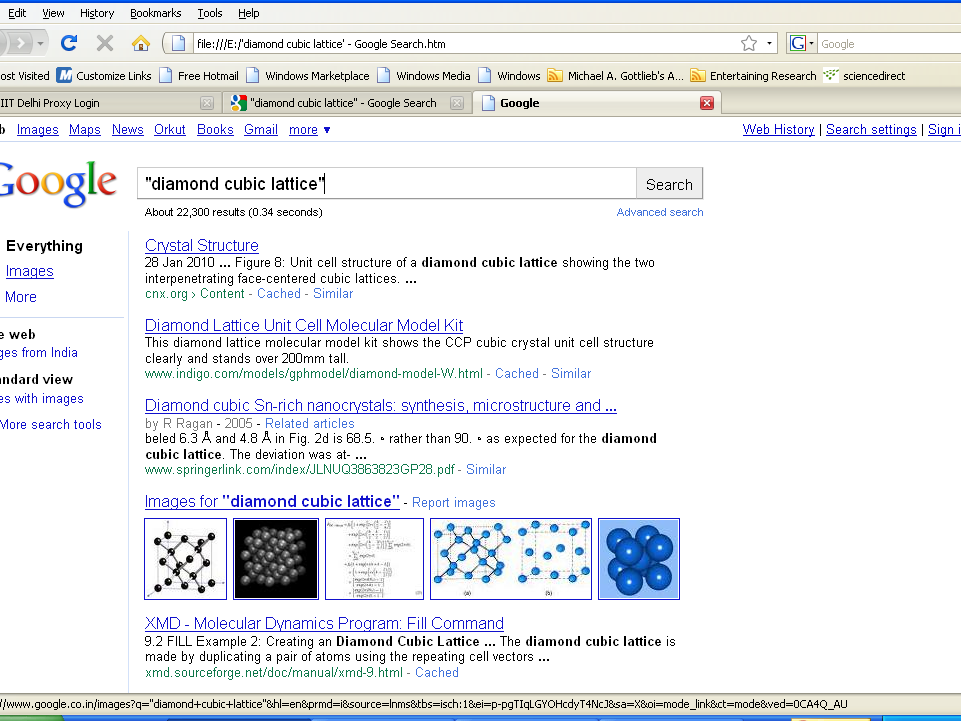 Edit View History Bookmarks Tools Help
file:///E:/'diamond cubic lattice' - Google Search.htm
G Google
ost Visited Customize Links Free Hotmail Windows Marketplace Windows Media Windows Michael A. Gottlieb's A... Entertaining Research sciencedirect
IIT Delhi Proxy Login "diamond cubic lattice" - Google Search Google
b Images Maps News Orkut Books Gmail more ▼ Web History | Search settings | Sign i
Google
"diamond cubic lattice" Search
About 22,300 results (0.34 seconds) Advanced search
Everything
Images
More
e web
ges from India
andard view
es with images
More search tools
Crystal Structure
28 Jan 2010 ... Figure 8: Unit cell structure of a diamond cubic lattice showing the two
interpenetrating face-centered cubic lattices. ...
cnx.org › Content - Cached - Similar
Diamond Lattice Unit Cell Molecular Model Kit
This diamond lattice molecular model kit shows the CCP cubic crystal unit cell structure
clearly and stands over 200mm tall.
www.indigo.com/models/gphmodel/diamond-model-W.html - Cached - Similar
Diamond cubic Sn-rich nanocrystals: synthesis, microstructure and ...
by R Ragan - 2005 - Related articles
beled 6.3 Å and 4.8 Å in Fig. 2d is 68.5. ∘ rather than 90. ∘ as expected for the diamond
cubic lattice. The deviation was at- ...
www.springerlink.com/index/JLNUQ3863823GP28.pdf - Similar
Images for "diamond cubic lattice" - Report images
(a) (b)
XMD - Molecular Dynamics Program: Fill Command
9.2 FILL Example 2: Creating an Diamond Cubic Lattice ... The diamond cubic lattice is
made by duplicating a pair of atoms using the repeating cell vectors ...
xmd.sourceforge.net/doc/manual/xmd-9.html - Cached
//www.google.co.in/images?q="diamond+cubic+lattice"&hl=en&prmd=i&source=lnms&tbs=isch:1&ei=p-pgTIqLGYOHcdyT4NcJ&sa=X&oi=mode_link&ct=mode&ved=0CA4Q_AU